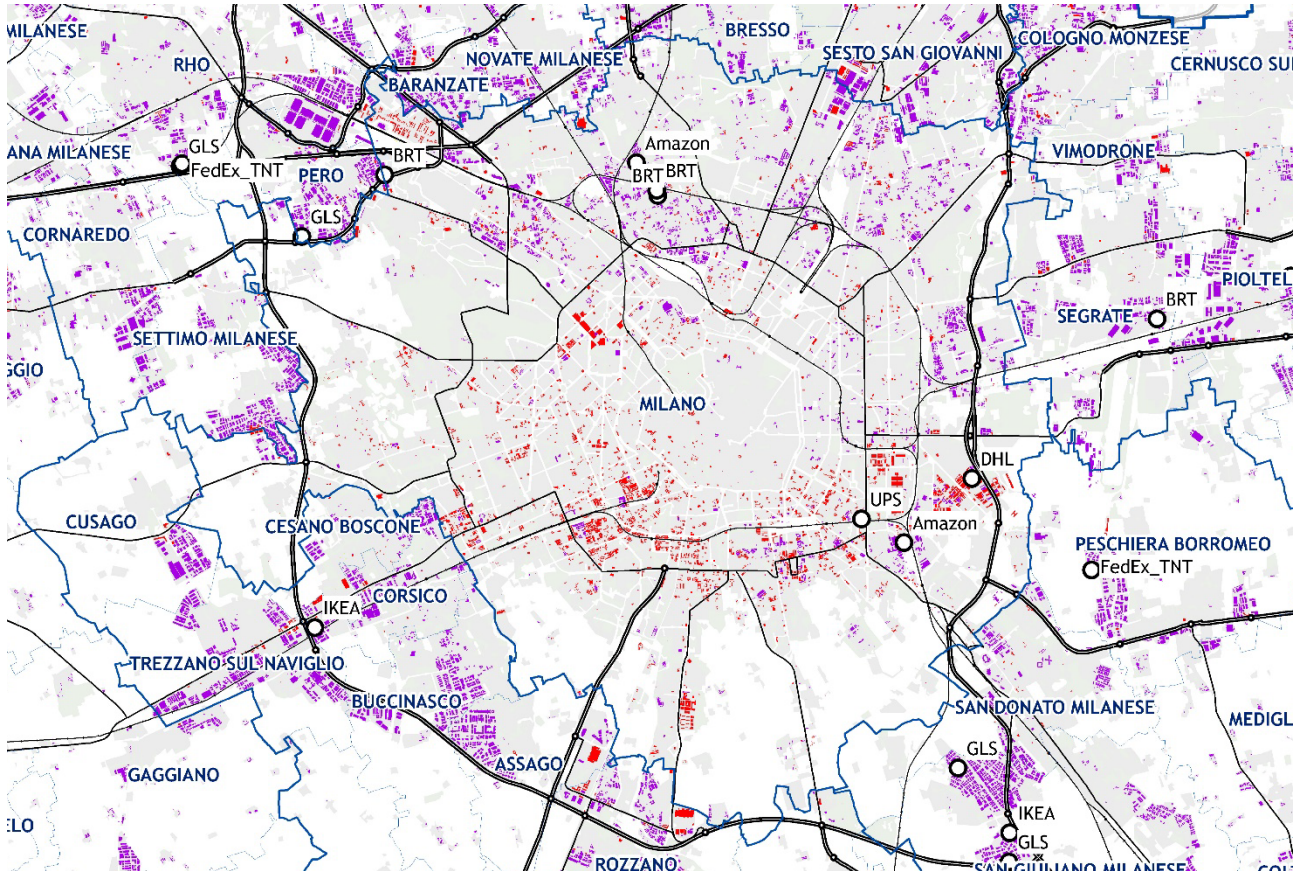 MILANESE
RHO
NOVATE MILANESE
BRESSO
SESTO SAN GIOVANNI
COLOGNO MONZESE
CERNUSCO SU
BARANZATE
GLS
FedEx_TNT
ANA MILANESE
PERO
BRT
Amazon
BRT
BRT
VIMODRONE
GLS
CORNAREDO
PIOLTEL
BRT
SEGRATE
SETTIMO MILANESE
GGIO
MILANO
DHL
UPS
Amazon
CUSAGO
CESANO BOSCONE
PESCHIERA BORROMEO
FedEx_TNT
CORSICO
IKEA
TREZZANO SUL NAVIGLIO
BUCCINASCO
SAN DONATO MILANESE
MEDIGL
GLS
ASSAGO
GAGGIANO
IKEA
ELO
GLS
ROZZANO
SAN GIULIANO MILANESE
COL